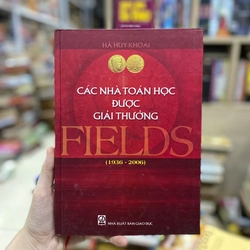 HÀ HUY KHOÁI
CÁC NHÀ TOÁN HỌC
ĐƯỢC
GIẢI THƯỞNG
FIELDS
(1936 - 2006)
NHÀ XUẤT BẢN GIÁO DỤC